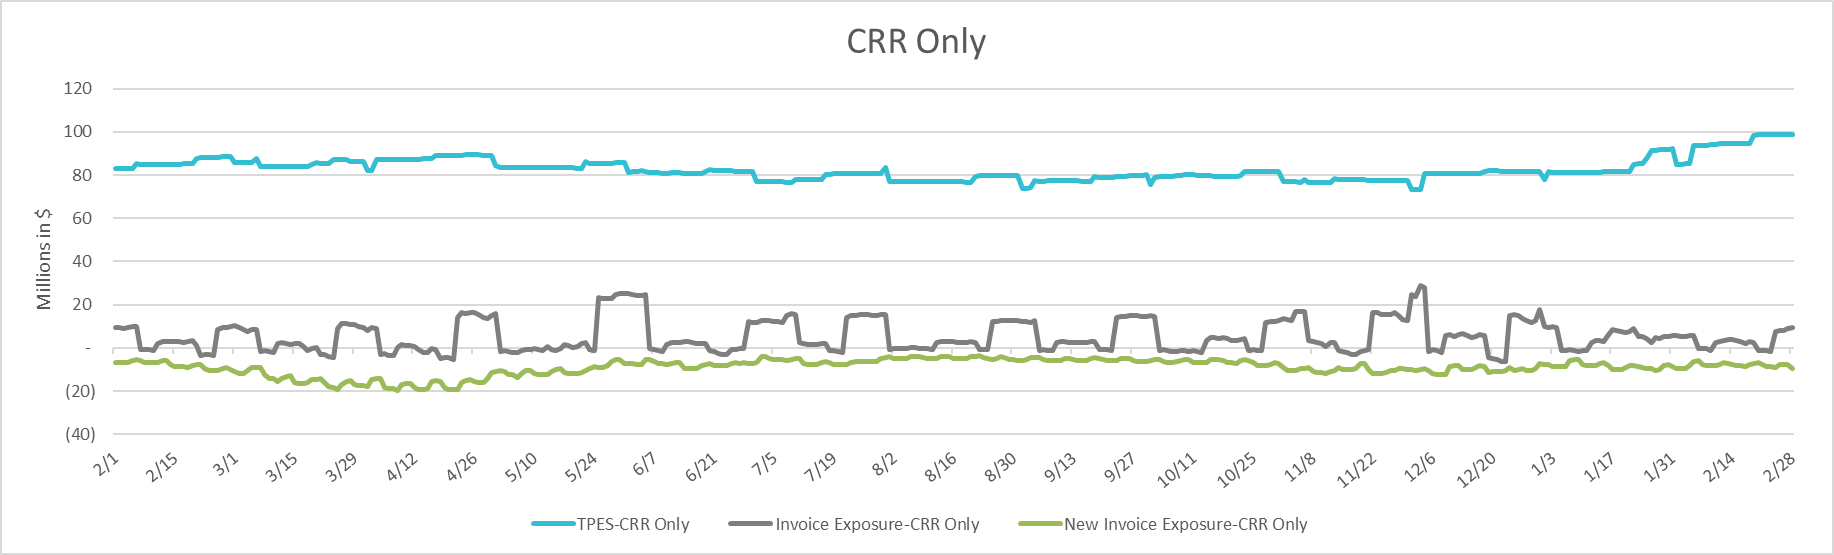 CRR Only
Millions in $
120
100
80
60
40
20
-
(20)
(40)
2/1 2/15 3/1 3/15 3/29 4/12 4/26 5/10 5/24 6/7 6/21 7/5 7/19 8/2 8/16 8/30 9/13 9/27 10/11 10/25 11/8 11/22 12/6 12/20 1/3 1/17 1/31 2/14 2/28
TPES-CRR Only Invoice Exposure-CRR Only New Invoice Exposure-CRR Only